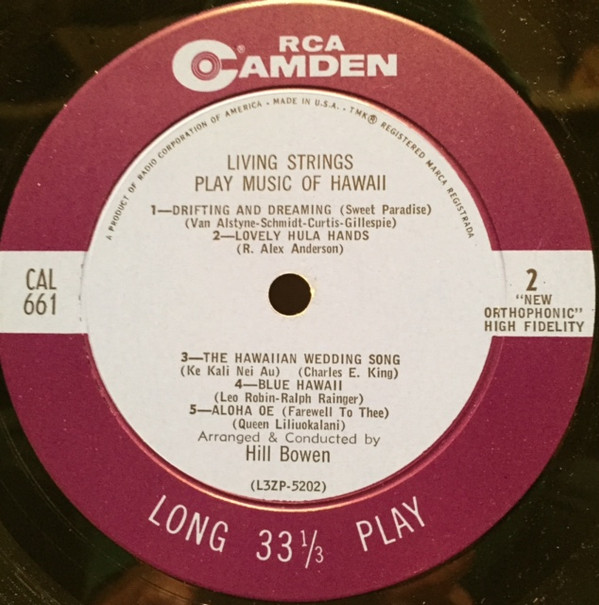 RCA
CAMDEN®
A PRODUCT OF RADIO CORPORATION OF AMERICA • MADE IN U.S.A. • TMK® REGISTERED MARCA REGISTRADA
LIVING STRINGS
PLAY MUSIC OF HAWAII
1—DRIFTING AND DREAMING (Sweet Paradise)
(Van Alstyne-Schmidt-Curtis-Gillespie)
2—LOVELY HULA HANDS
(R. Alex Anderson)
CAL
661
2
"NEW
ORTHOPHONIC"
HIGH FIDELITY
3—THE HAWAIIAN WEDDING SONG
(Ke Kali Nei Au) (Charles E. King)
4—BLUE HAWAII
(Leo Robin-Ralph Rainger)
5—ALOHA OE (Farewell To Thee)
(Queen Liliuokalani)
Arranged & Conducted by
Hill Bowen
(L3ZP-5202)
LONG 33 1/3 PLAY